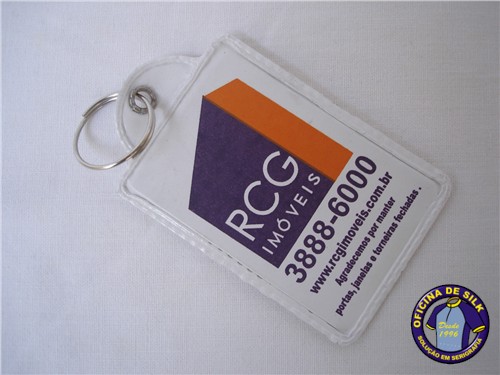 RCG
IMÓVEIS
3888-6000
www.rcgimoveis.com.br
Agradecemos por manter
portas, janelas e torneiras fechadas.
OFICINA DE SILK
Desde
1996
SOLUÇÃO EM SERIGRAFIA